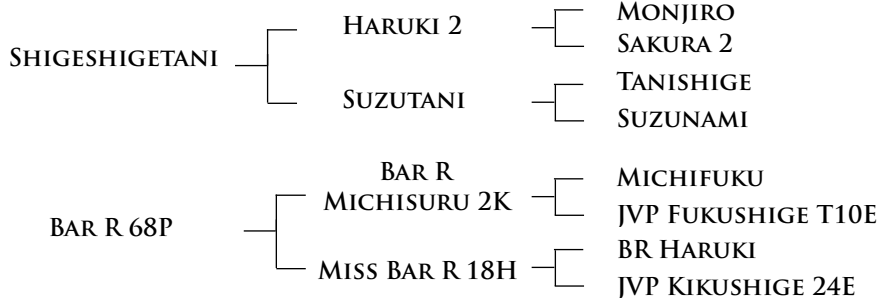 Monjiro
Haruki 2
Sakura 2
Shigeshigetani
Tanishige
Suzutani
Suzunami
Bar R
Michisuru 2K
Michifuku
JVP Fukushige T10E
Bar R 68P
BR Haruki
Miss Bar R 18H
JVP Kikushige 24E